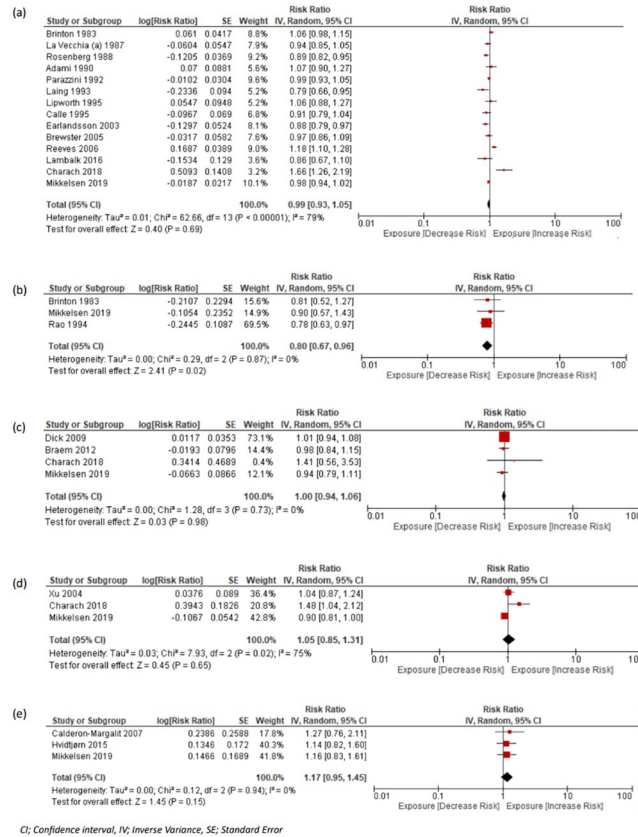 (a)
Risk Ratio Risk Ratio
Study or Subgroup log[Risk Ratio] SE Weight IV, Random, 95% CI IV, Random, 95% CI
Brinton 1983 0.061 0.0417 8.8% 1.06 [0.98, 1.15]
La Vecchia (a) 1987 -0.0604 0.0547 7.9% 0.94 [0.85, 1.05]
Rosenberg 1988 -0.1205 0.0369 9.2% 0.89 [0.82, 0.95]
Adami 1990 0.07 0.0881 5.7% 1.07 [0.90, 1.27]
Parazzini 1992 -0.0102 0.0304 9.6% 0.99 [0.93, 1.05]
Laing 1993 -0.2336 0.094 5.3% 0.79 [0.66, 0.95]
Lipworth 1995 0.0547 0.0948 5.3% 1.06 [0.88, 1.27]
Calle 1995 -0.0967 0.069 6.9% 0.91 [0.79, 1.04]
Earlandsson 2003 -0.1297 0.0524 8.1% 0.88 [0.79, 0.97]
Brewster 2005 -0.0317 0.0582 7.7% 0.97 [0.86, 1.09]
Reeves 2006 0.1687 0.0389 9.0% 1.18 [1.10, 1.28]
Lambalk 2016 -0.1534 0.129 3.6% 0.86 [0.67, 1.10]
Charach 2018 0.5093 0.1408 3.2% 1.66 [1.26, 2.19]
Mikkelsen 2019 -0.0187 0.0217 10.1% 0.98 [0.94, 1.02]
Total (95% CI) 100.0% 0.99 [0.93, 1.05]
Heterogeneity: Tau² = 0.01; Chi² = 62.66, df = 13 (P < 0.00001); I² = 79%
Test for overall effect: Z = 0.40 (P = 0.69)
0.01 0.1 1 10 100
Exposure [Decrease Risk] Exposure [Increase Risk]
(b)
Risk Ratio Risk Ratio
Study or Subgroup log[Risk Ratio] SE Weight IV, Random, 95% CI IV, Random, 95% CI
Brinton 1983 -0.2107 0.2294 15.6% 0.81 [0.52, 1.27]
Mikkelsen 2019 -0.1054 0.2352 14.9% 0.90 [0.57, 1.43]
Rao 1994 -0.2445 0.1087 69.5% 0.78 [0.63, 0.97]
Total (95% CI) 100.0% 0.80 [0.67, 0.96]
Heterogeneity: Tau² = 0.00; Chi² = 0.29, df = 2 (P = 0.87); I² = 0%
Test for overall effect: Z = 2.41 (P = 0.02)
0.01 0.1 1 10 100
Exposure [Decrease Risk] Exposure [Increase Risk]
(c)
Risk Ratio Risk Ratio
Study or Subgroup log[Risk Ratio] SE Weight IV, Random, 95% CI IV, Random, 95% CI
Dick 2009 0.0117 0.0353 73.1% 1.01 [0.94, 1.08]
Braem 2012 -0.0193 0.0796 14.4% 0.98 [0.84, 1.15]
Charach 2018 0.3414 0.4689 0.4% 1.41 [0.56, 3.53]
Mikkelsen 2019 -0.0663 0.0866 12.1% 0.94 [0.79, 1.11]
Total (95% CI) 100.0% 1.00 [0.94, 1.06]
Heterogeneity: Tau² = 0.00; Chi² = 1.28, df = 3 (P = 0.73); I² = 0%
Test for overall effect: Z = 0.03 (P = 0.98)
0.01 0.1 1 10 100
Exposure [Decrease Risk] Exposure [Increase Risk]
(d)
Risk Ratio Risk Ratio
Study or Subgroup log[Risk Ratio] SE Weight IV, Random, 95% CI IV, Random, 95% CI
Xu 2004 0.0376 0.089 36.4% 1.04 [0.87, 1.24]
Charach 2018 0.3943 0.1826 20.8% 1.48 [1.04, 2.12]
Mikkelsen 2019 -0.1067 0.0542 42.8% 0.90 [0.81, 1.00]
Total (95% CI) 100.0% 1.05 [0.85, 1.31]
Heterogeneity: Tau² = 0.03; Chi² = 7.93, df = 2 (P = 0.02); I² = 75%
Test for overall effect: Z = 0.45 (P = 0.65)
0.01 0.1 1 10 100
Exposure [Decrease Risk] Exposure [Increase Risk]
(e)
Risk Ratio Risk Ratio
Study or Subgroup log[Risk Ratio] SE Weight IV, Random, 95% CI IV, Random, 95% CI
Calderon-Margalit 2007 0.2386 0.2588 17.8% 1.27 [0.76, 2.11]
Hvidtjørn 2015 0.1346 0.172 40.3% 1.14 [0.82, 1.60]
Mikkelsen 2019 0.1466 0.1689 41.8% 1.16 [0.83, 1.61]
Total (95% CI) 100.0% 1.17 [0.95, 1.45]
Heterogeneity: Tau² = 0.00; Chi² = 0.12, df = 2 (P = 0.94); I² = 0%
Test for overall effect: Z = 1.45 (P = 0.15)
0.01 0.1 1 10 100
Exposure [Decrease Risk] Exposure [Increase Risk]
CI; Confidence interval, IV; Inverse Variance, SE; Standard Error